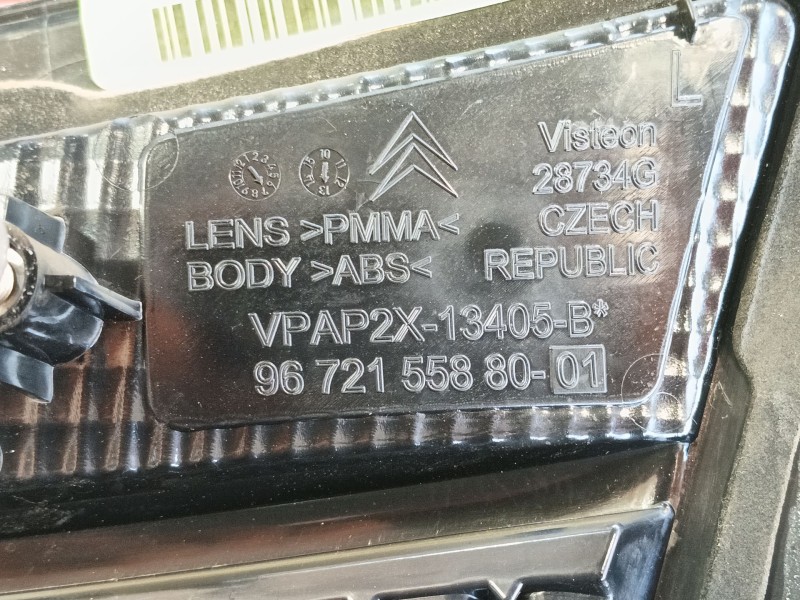 L
Visteon
28734G
CZECH
REPUBLIC
LENS >PMMA<
BODY >ABS<
VPAP2X-13405-B*
96 721 558 80-01